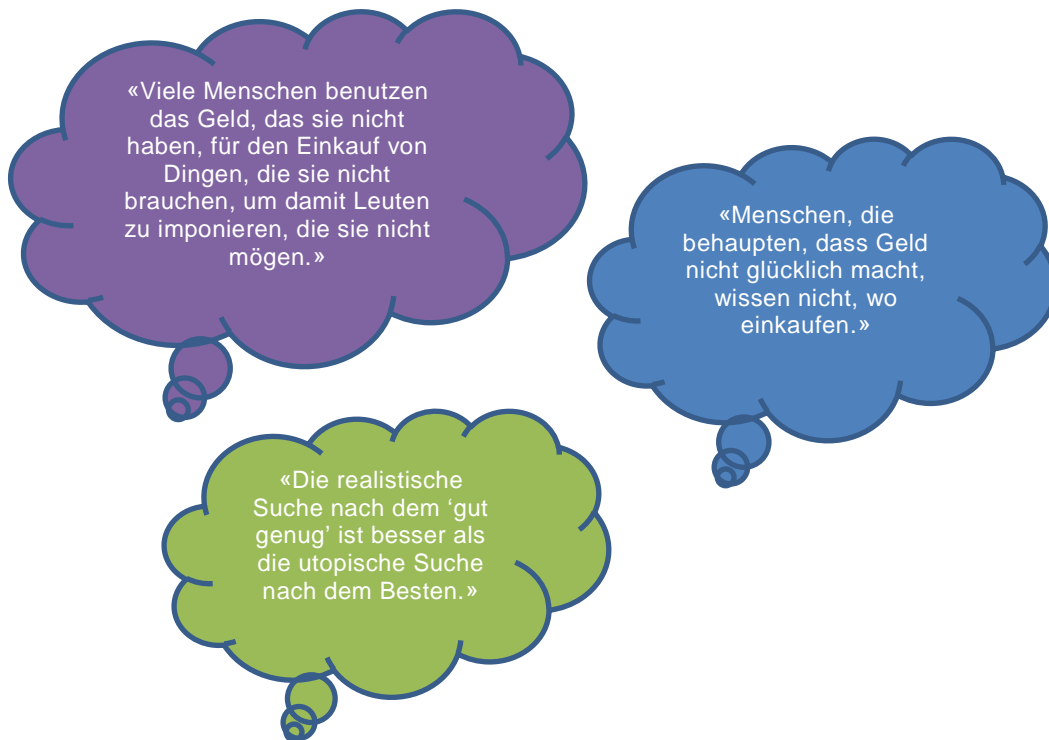 «Viele Menschen benutzen
das Geld, das sie nicht
haben, für den Einkauf von
Dingen, die sie nicht
brauchen, um damit Leuten
zu imponieren, die sie nicht
mögen.»
«Menschen, die
behaupten, dass Geld
nicht glücklich macht,
wissen nicht, wo
einkaufen.»
«Die realistische
Suche nach dem ‘gut
genug’ ist besser als
die utopische Suche
nach dem Besten.»